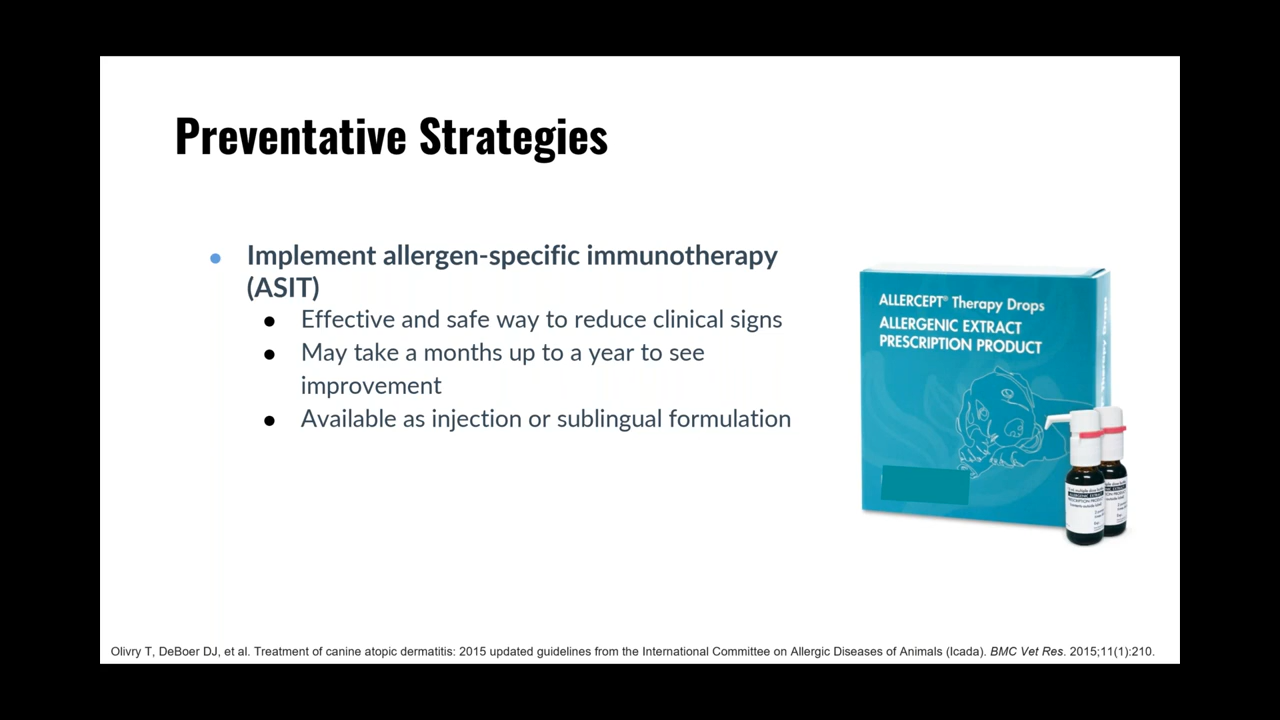 Preventative Strategies
Implement allergen-specific immunotherapy
(ASIT)
Effective and safe way to reduce clinical signs
May take a months up to a year to see
improvement
Available as injection or sublingual formulation
ALLERCEPT® Therapy Drops
ALLERGENIC EXTRACT
PRESCRIPTION PRODUCT
Therapy Drops
Olivry T, DeBoer DJ, et al. Treatment of canine atopic dermatitis: 2015 updated guidelines from the International Committee on Allergic Diseases of Animals (Icada). BMC Vet Res. 2015;11(1):210.